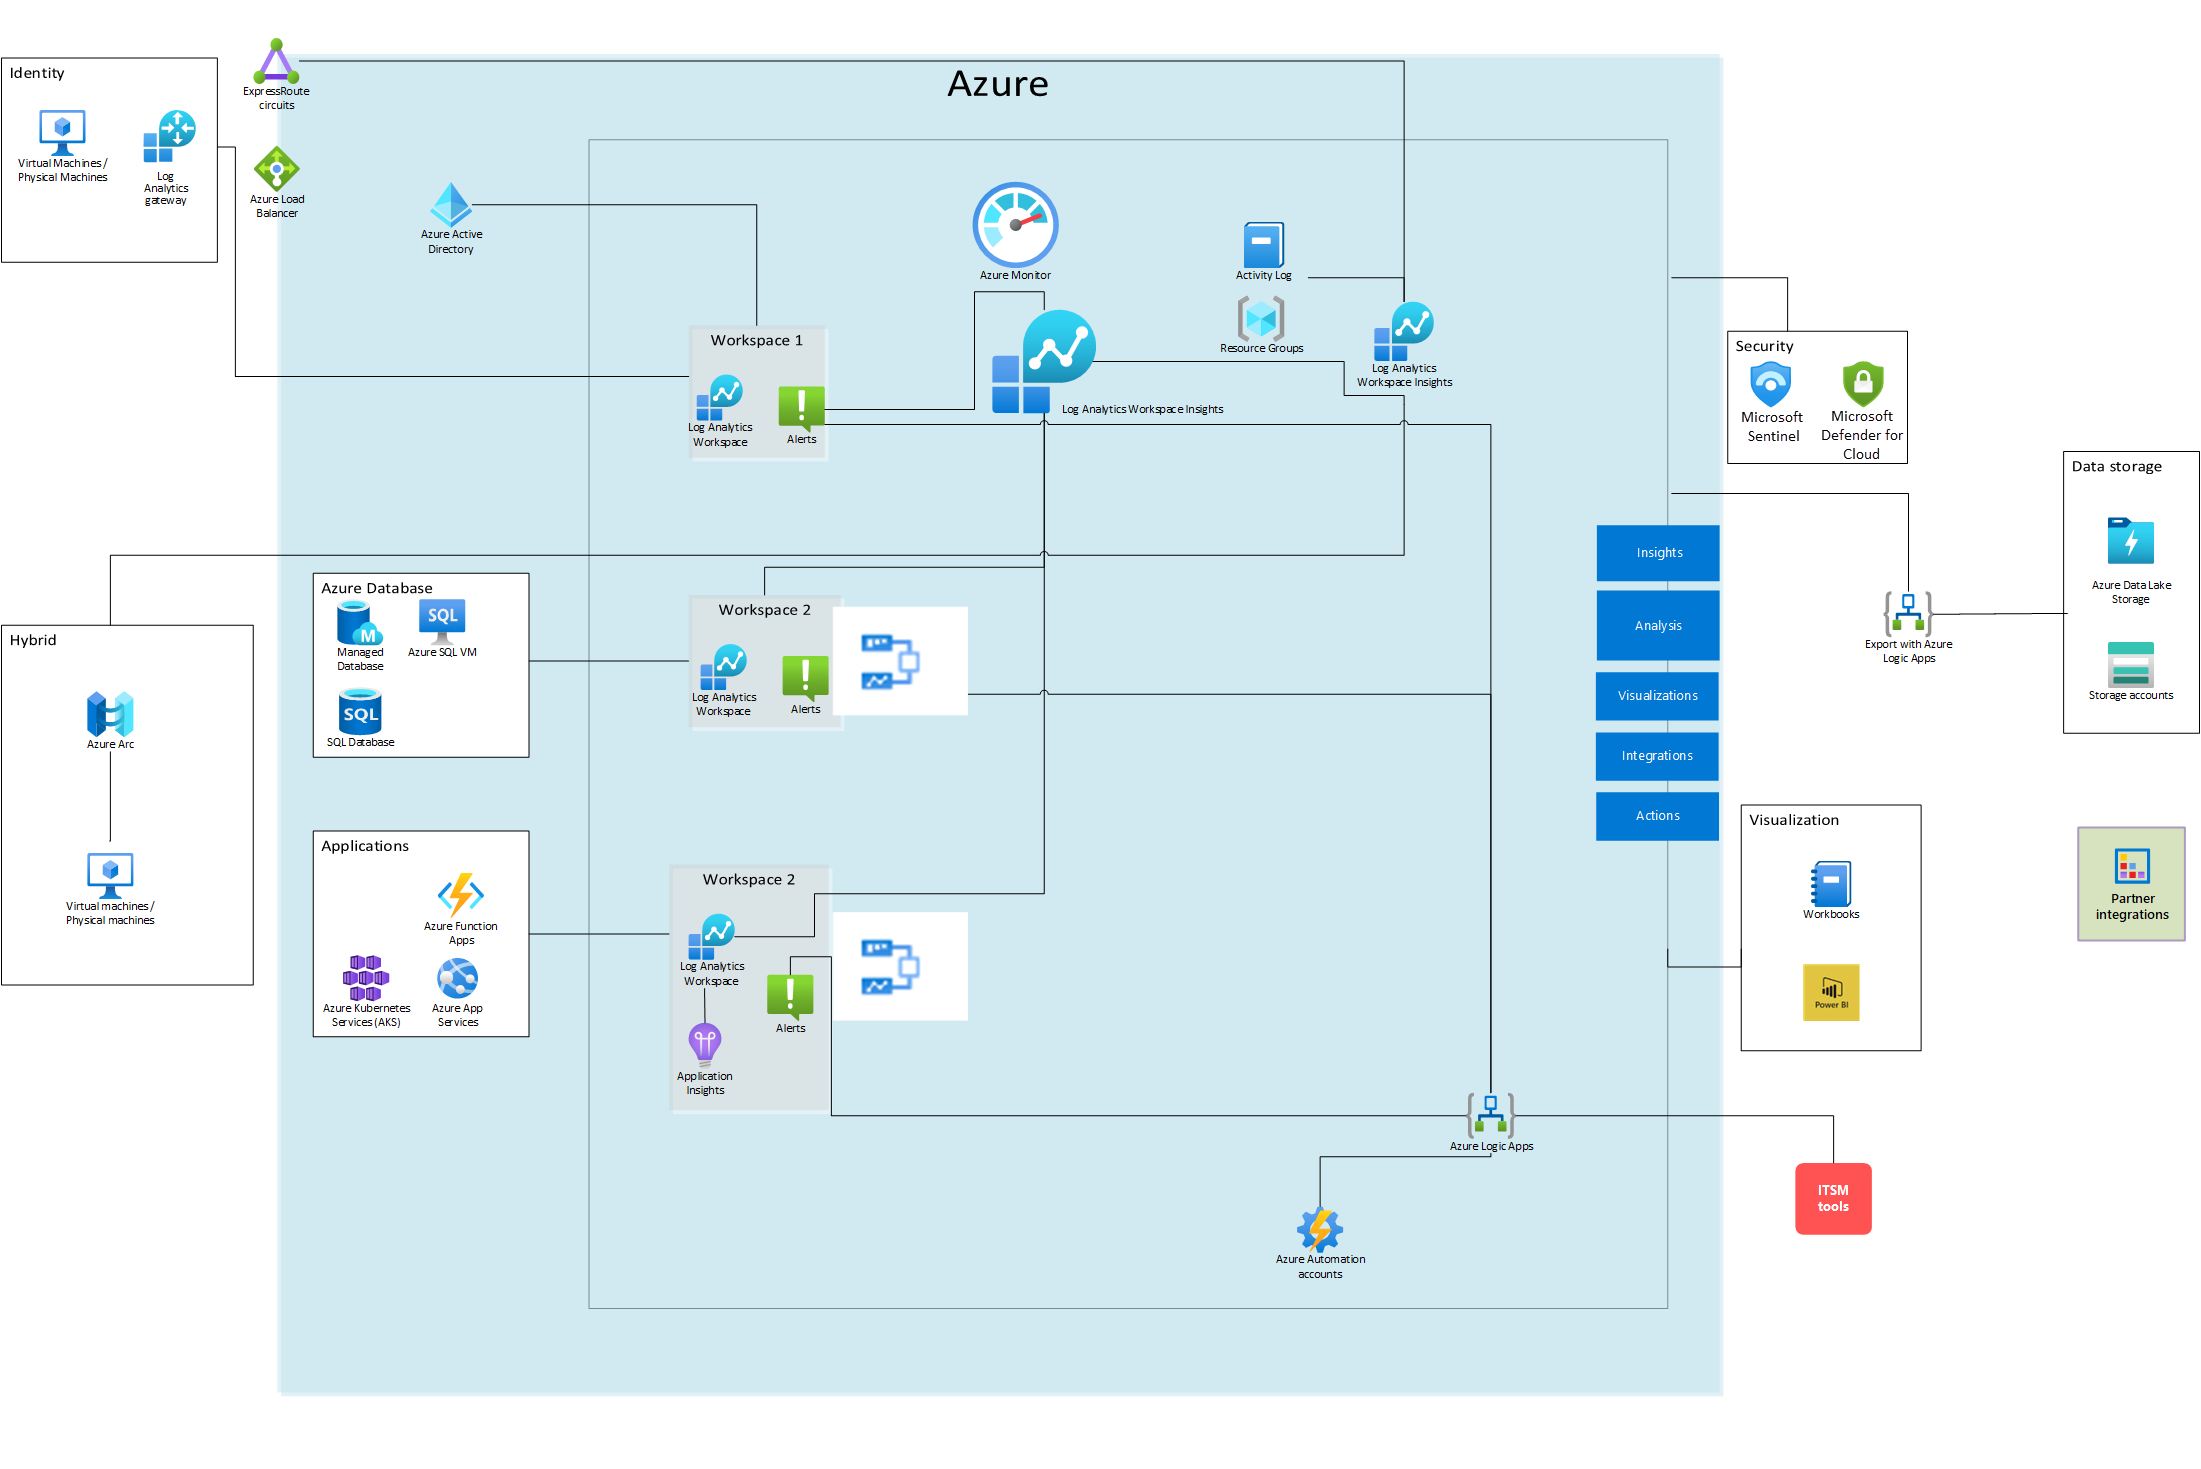 Azure
Identity
Virtual Machines /
Physical Machines
Log
Analytics
gateway
ExpressRoute
circuits
Azure Load
Balancer
Azure Active
Directory
Azure Monitor
Activity Log
Resource Groups
Log Analytics
Workspace Insights
Log Analytics Workspace Insights
Workspace 1
Log Analytics
Workspace
Alerts
Security
Microsoft
Sentinel
Microsoft
Defender for
Cloud
Data storage
Azure Data Lake
Storage
Storage accounts
Export with Azure
Logic Apps
Insights
Analysis
Visualizations
Integrations
Actions
Azure Database
M
Managed
Database
SQL
Azure SQL VM
SQL
SQL Database
Workspace 2
Log Analytics
Workspace
Alerts
Hybrid
Azure Arc
Virtual machines /
Physical machines
Applications
Azure Function
Apps
Azure Kubernetes
Services (AKS)
Azure App
Services
Workspace 2
Log Analytics
Workspace
Alerts
Application
Insights
Visualization
Workbooks
Power BI
Partner
integrations
Azure Logic Apps
ITSM
tools
Azure Automation
accounts